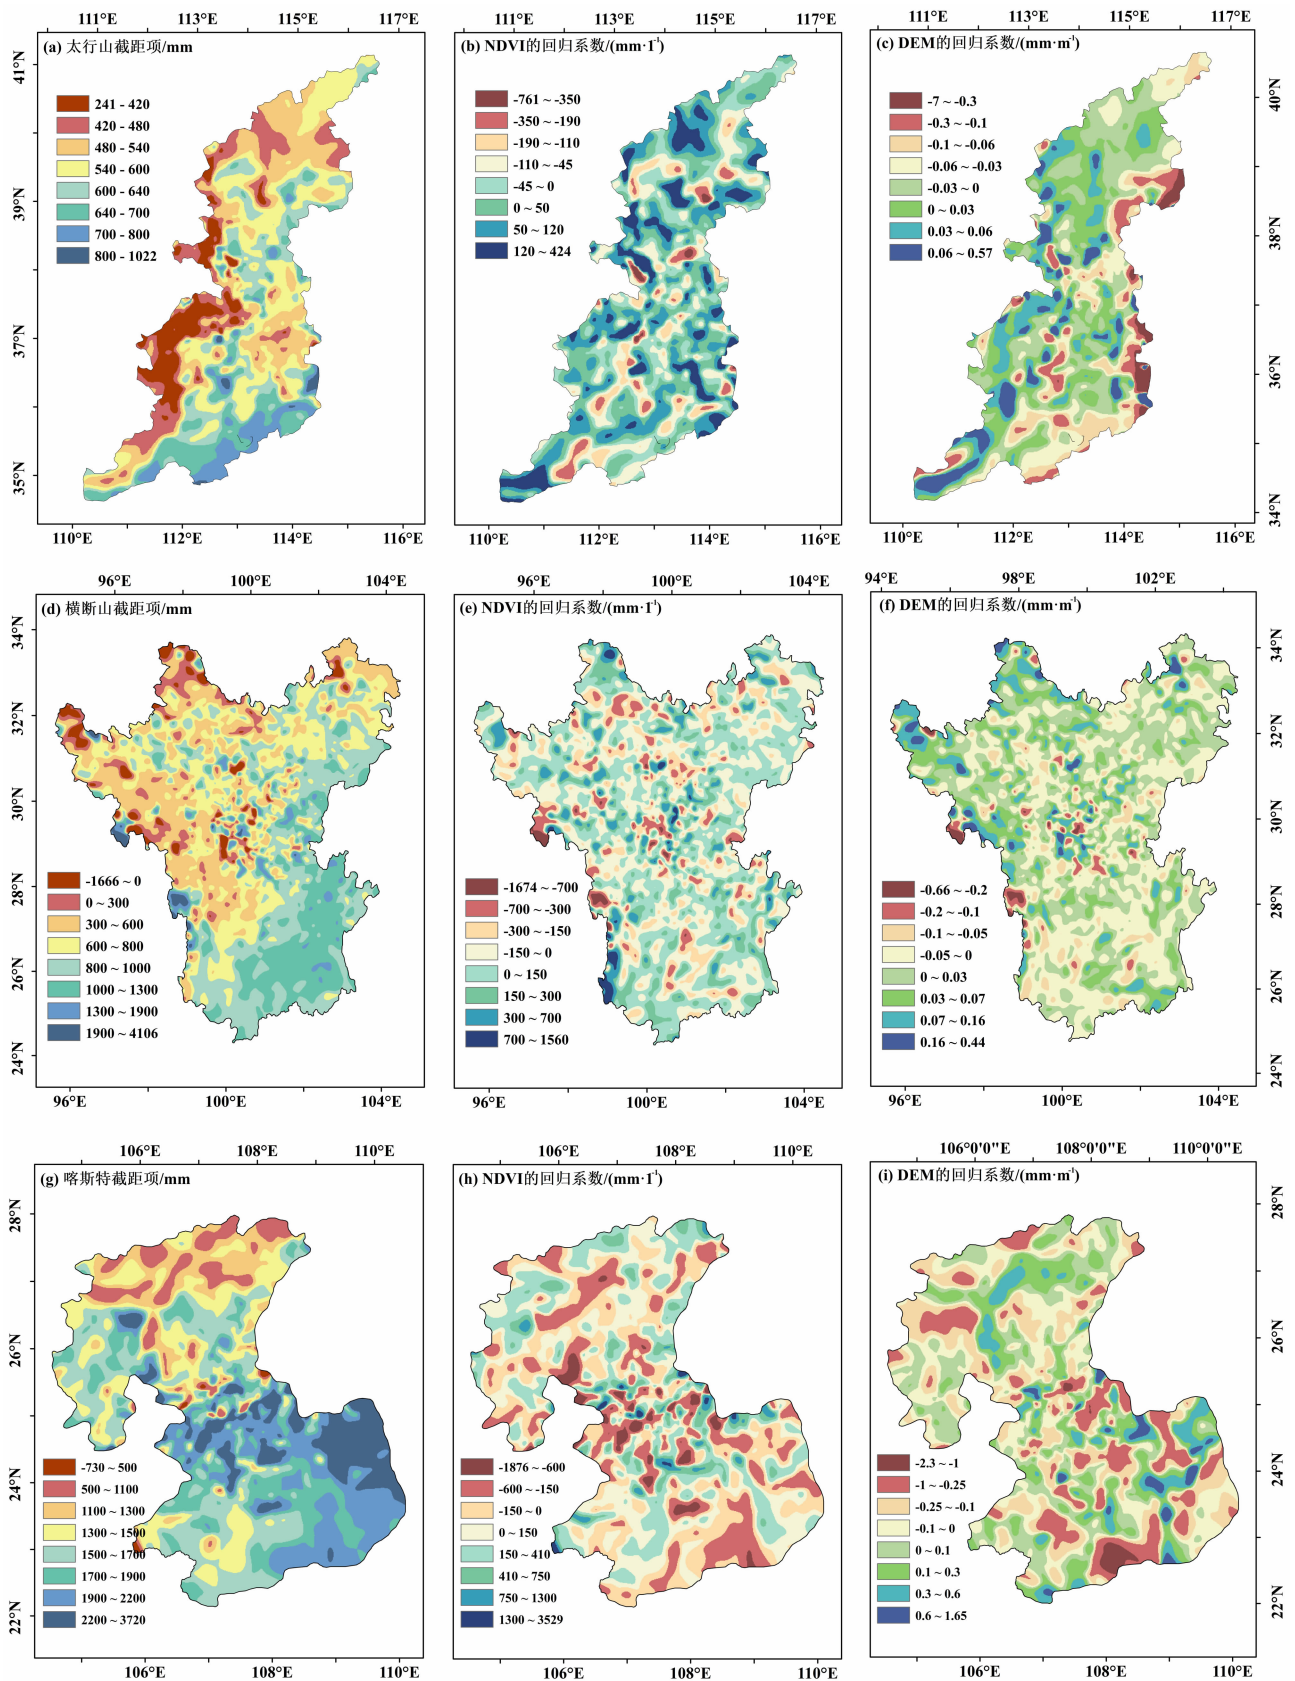 111°E 113°E 115°E 117°E
(a) 太行山截距项/mm
241 - 420
420 - 480
480 - 540
540 - 600
600 - 640
640 - 700
700 - 800
800 - 1022
41°N
39°N
37°N
35°N
110°E 112°E 114°E 116°E
111°E 113°E 115°E 117°E
(b) NDVI的回归系数/(mm·1⁻¹)
-761 ~ -350
-350 ~ -190
-190 ~ -110
-110 ~ -45
-45 ~ 0
0 ~ 50
50 ~ 120
120 ~ 424
110°E 112°E 114°E 116°E
111°E 113°E 115°E 117°E
(c) DEM的回归系数/(mm·m⁻¹)
-7 ~ -0.3
-0.3 ~ -0.1
-0.1 ~ -0.06
-0.06 ~ -0.03
-0.03 ~ 0
0 ~ 0.03
0.03 ~ 0.06
0.06 ~ 0.57
40°N
38°N
36°N
34°N
110°E 112°E 114°E 116°E
96°E 100°E 104°E
(d) 横断山截距项/mm
-1666 ~ 0
0 ~ 300
300 ~ 600
600 ~ 800
800 ~ 1000
1000 ~ 1300
1300 ~ 1900
1900 ~ 4106
34°N
32°N
30°N
28°N
26°N
24°N
96°E 100°E 104°E
96°E 100°E 104°E
(e) NDVI的回归系数/(mm·1⁻¹)
-1674 ~ -700
-700 ~ -300
-300 ~ -150
-150 ~ 0
0 ~ 150
150 ~ 300
300 ~ 700
700 ~ 1560
96°E 100°E 104°E
94°E 98°E 102°E
(f) DEM的回归系数/(mm·m⁻¹)
-0.66 ~ -0.2
-0.2 ~ -0.1
-0.1 ~ -0.05
-0.05 ~ 0
0 ~ 0.03
0.03 ~ 0.07
0.07 ~ 0.16
0.16 ~ 0.44
34°N
32°N
30°N
28°N
26°N
24°N
96°E 100°E 104°E
106°E 108°E 110°E
(g) 喀斯特截距项/mm
-730 ~ 500
500 ~ 1100
1100 ~ 1300
1300 ~ 1500
1500 ~ 1700
1700 ~ 1900
1900 ~ 2200
2200 ~ 3720
28°N
26°N
24°N
22°N
106°E 108°E 110°E
106°E 108°E 110°E
(h) NDVI的回归系数/(mm·1⁻¹)
-1876 ~ -600
-600 ~ -150
-150 ~ 0
0 ~ 150
150 ~ 410
410 ~ 750
750 ~ 1300
1300 ~ 3529
106°E 108°E 110°E
106°0'0"E 108°0'0"E 110°0'0"E
(i) DEM的回归系数/(mm·m⁻¹)
-2.3 ~ -1
-1 ~ -0.25
-0.25 ~ -0.1
-0.1 ~ 0
0 ~ 0.1
0.1 ~ 0.3
0.3 ~ 0.6
0.6 ~ 1.65
28°N
26°N
24°N
22°N
106°E 108°E 110°E